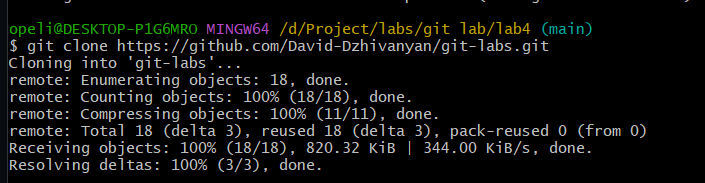 opeli@DESKTOP-P1G6MRO MINGW64 /d/Project/labs/git lab/lab4 (main)
$ git clone https://github.com/David-Dzhivanyan/git-labs.git
Cloning into 'git-labs'...
remote: Enumerating objects: 18, done.
remote: Counting objects: 100% (18/18), done.
remote: Compressing objects: 100% (11/11), done.
remote: Total 18 (delta 3), reused 18 (delta 3), pack-reused 0 (from 0)
Receiving objects: 100% (18/18), 820.32 KiB | 344.00 KiB/s, done.
Resolving deltas: 100% (3/3), done.